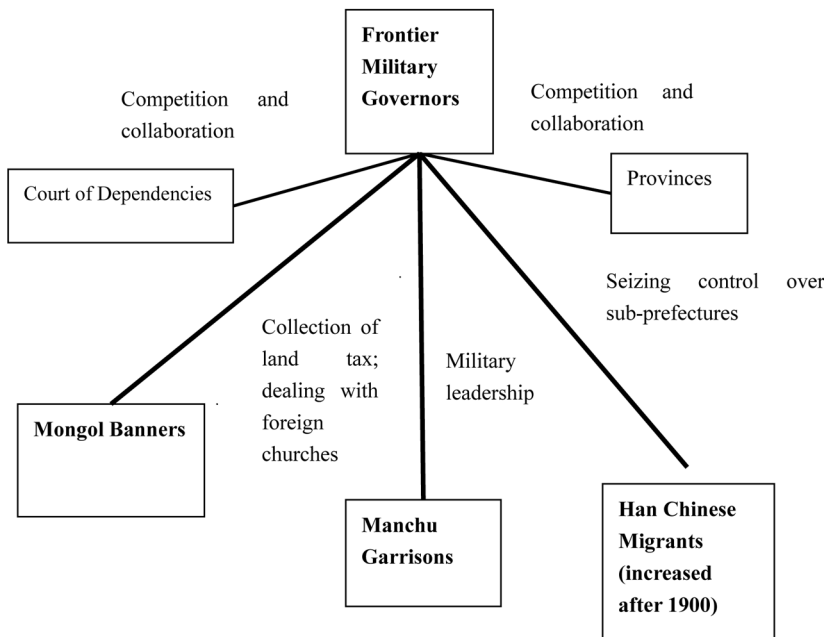 Frontier
Military
Governors
Competition and
collaboration
Competition and
collaboration
Court of Dependencies
Provinces
Seizing control over
sub-prefectures
Collection of
land tax;
dealing with
foreign
churches
Military
leadership
Mongol Banners
Manchu
Garrisons
Han Chinese
Migrants
(increased
after 1900)